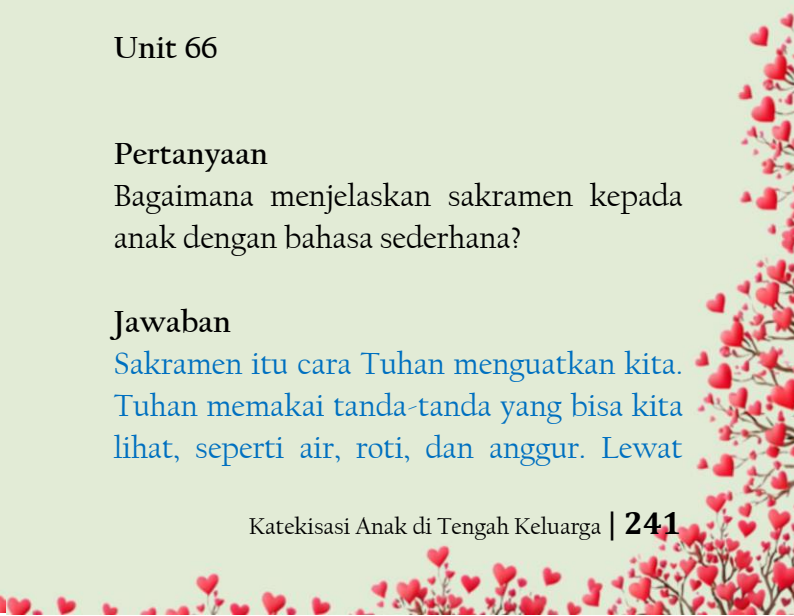 Unit 66
Pertanyaan
Bagaimana menjelaskan sakramen kepada
anak dengan bahasa sederhana?
Jawaban
Sakramen itu cara Tuhan menguatkan kita.
Tuhan memakai tanda-tanda yang bisa kita
lihat, seperti air, roti, dan anggur. Lewat
Katekisasi Anak di Tengah Keluarga | 241